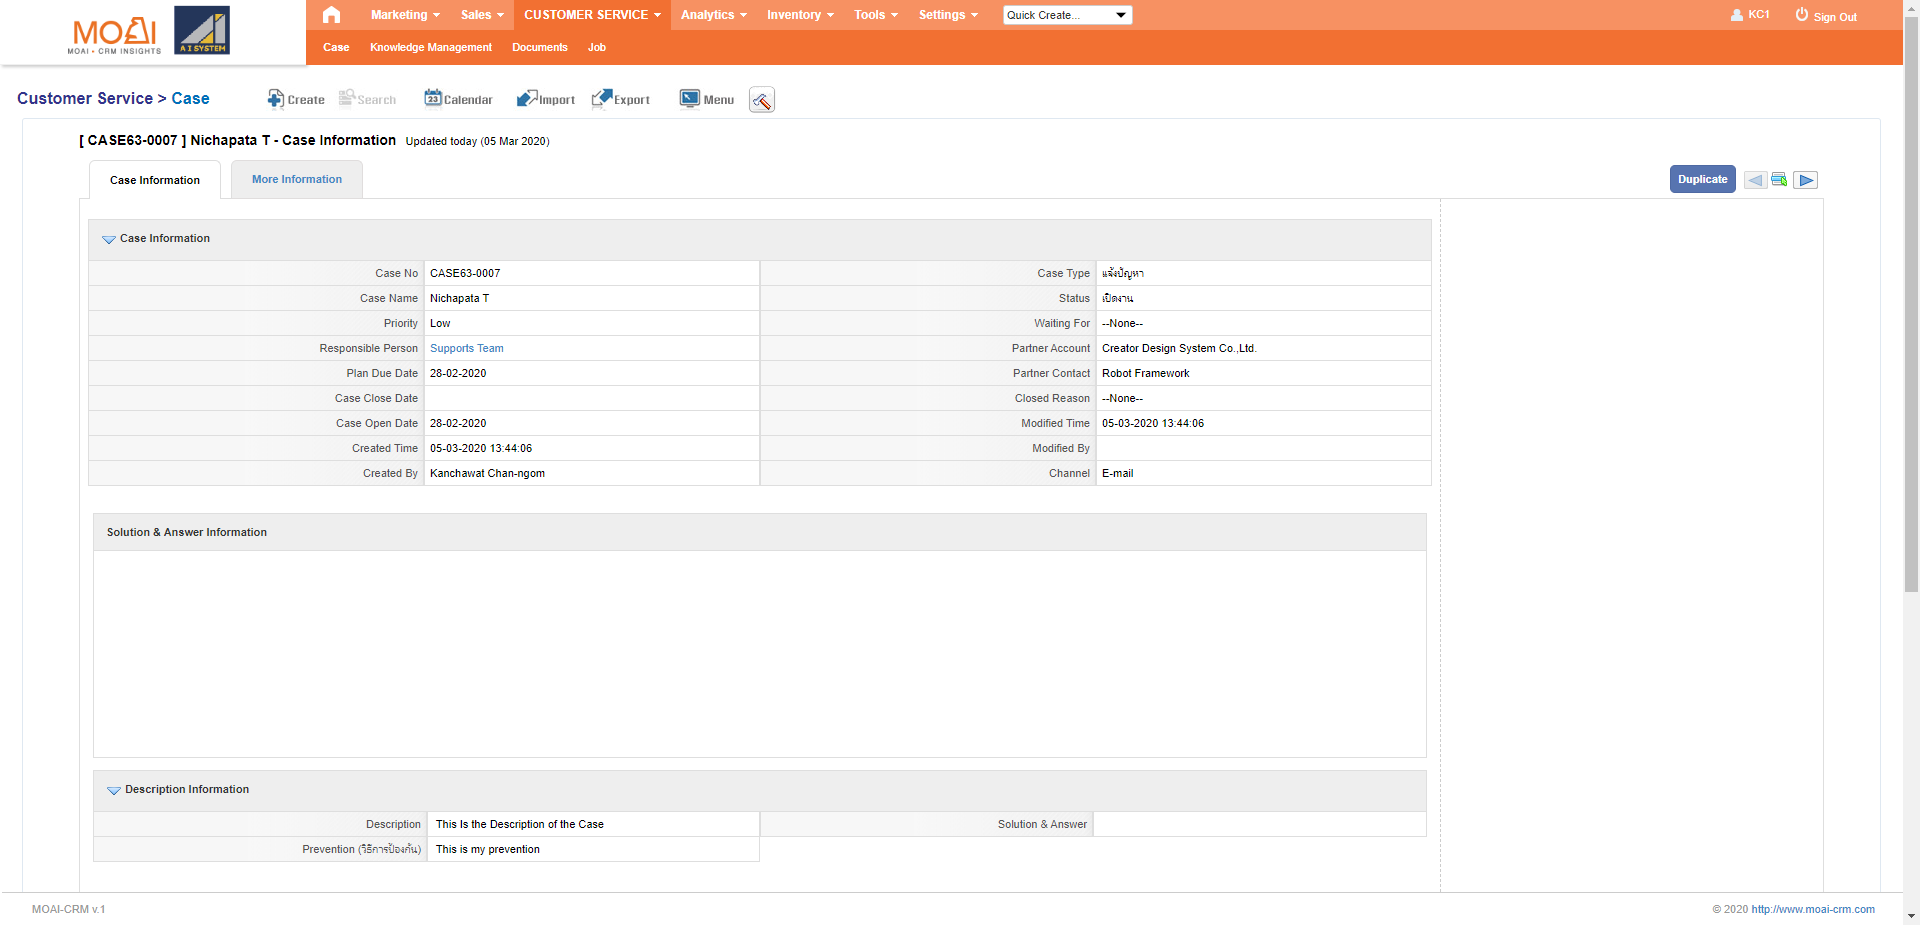 MOAI
MOAI • CRM INSIGHTS
A I SYSTEM
Marketing Sales CUSTOMER SERVICE Analytics Inventory Tools Settings Quick Create... KC1 Sign Out
Case Knowledge Management Documents Job
Customer Service > Case Create Search 23 Calendar Import Export Menu
[ CASE63-0007 ] Nichapata T - Case Information Updated today (05 Mar 2020)
Case Information More Information Duplicate
Case Information
Case No CASE63-0007 Case Type แจ้งปัญหา
Case Name Nichapata T Status เปิดงาน
Priority Low Waiting For --None--
Responsible Person Supports Team Partner Account Creator Design System Co.,Ltd.
Plan Due Date 28-02-2020 Partner Contact Robot Framework
Case Close Date Closed Reason --None--
Case Open Date 28-02-2020 Modified Time 05-03-2020 13:44:06
Created Time 05-03-2020 13:44:06 Modified By
Created By Kanchawat Chan-ngom Channel E-mail
Solution & Answer Information
Description Information
Description This Is the Description of the Case Solution & Answer
Prevention (วิธีการป้องกัน) This is my prevention
MOAI-CRM v.1 © 2020 http://www.moai-crm.com